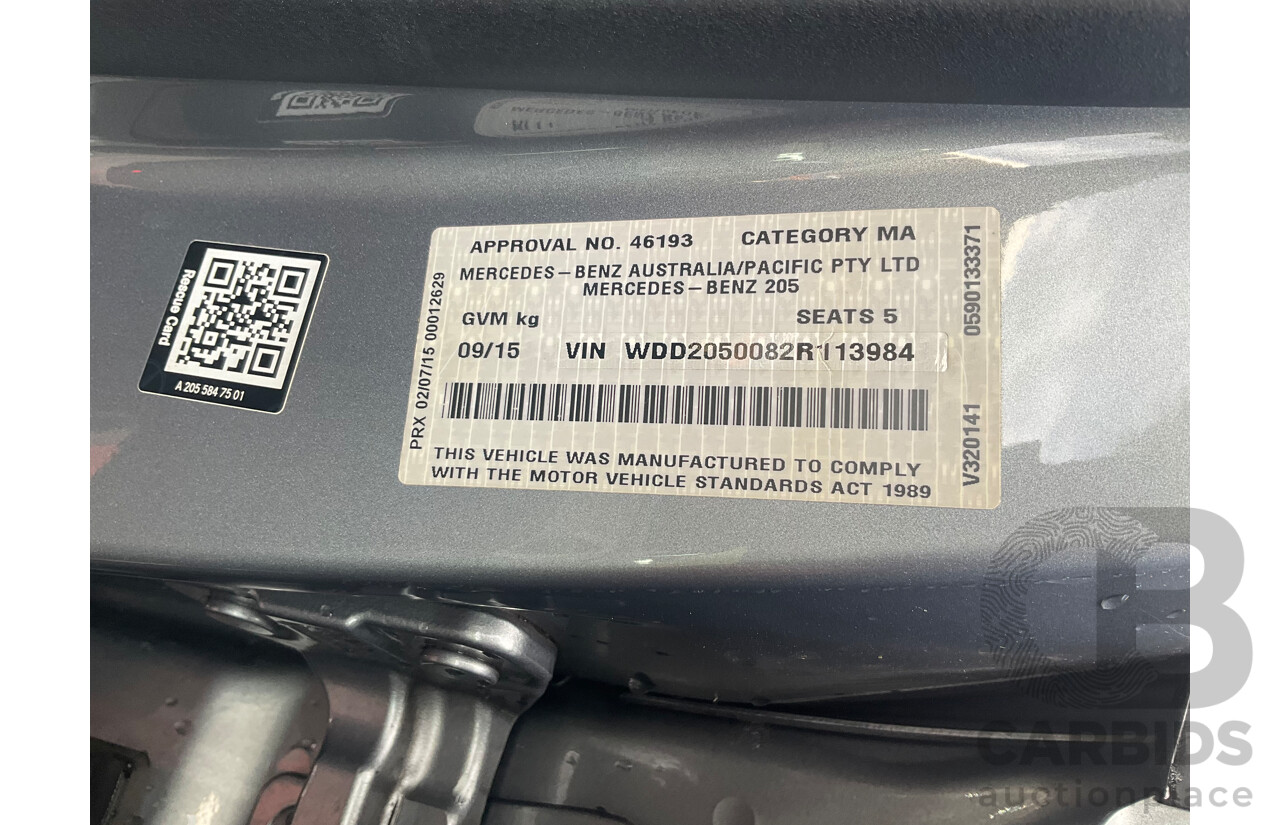 APPROVAL NO. 46193 CATEGORY MA
MERCEDES-BENZ AUSTRALIA/PACIFIC PTY LTD
MERCEDES-BENZ 205
GVM kg SEATS 5
09/15 VIN WDD2050082R113984
THIS VEHICLE WAS MANUFACTURED TO COMPLY
WITH THE MOTOR VEHICLE STANDARDS ACT 1989
PRX 02/07/15 00012629
V320141 0590133371
Rescue Card
A 205 584 75 01
CB
CARBIDS
auctionplace